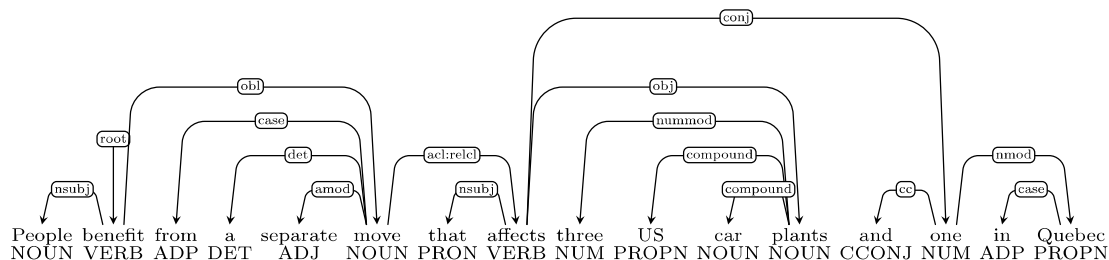 conj
obl obj
case nummod
root
det acl:relcl compound nmod
nsubj amod nsubj compound cc case
People benefit from a separate move that affects three US car plants and one in Quebec
NOUN VERB ADP DET ADJ NOUN PRON VERB NUM PROPN NOUN NOUN CCONJ NUM ADP PROPN